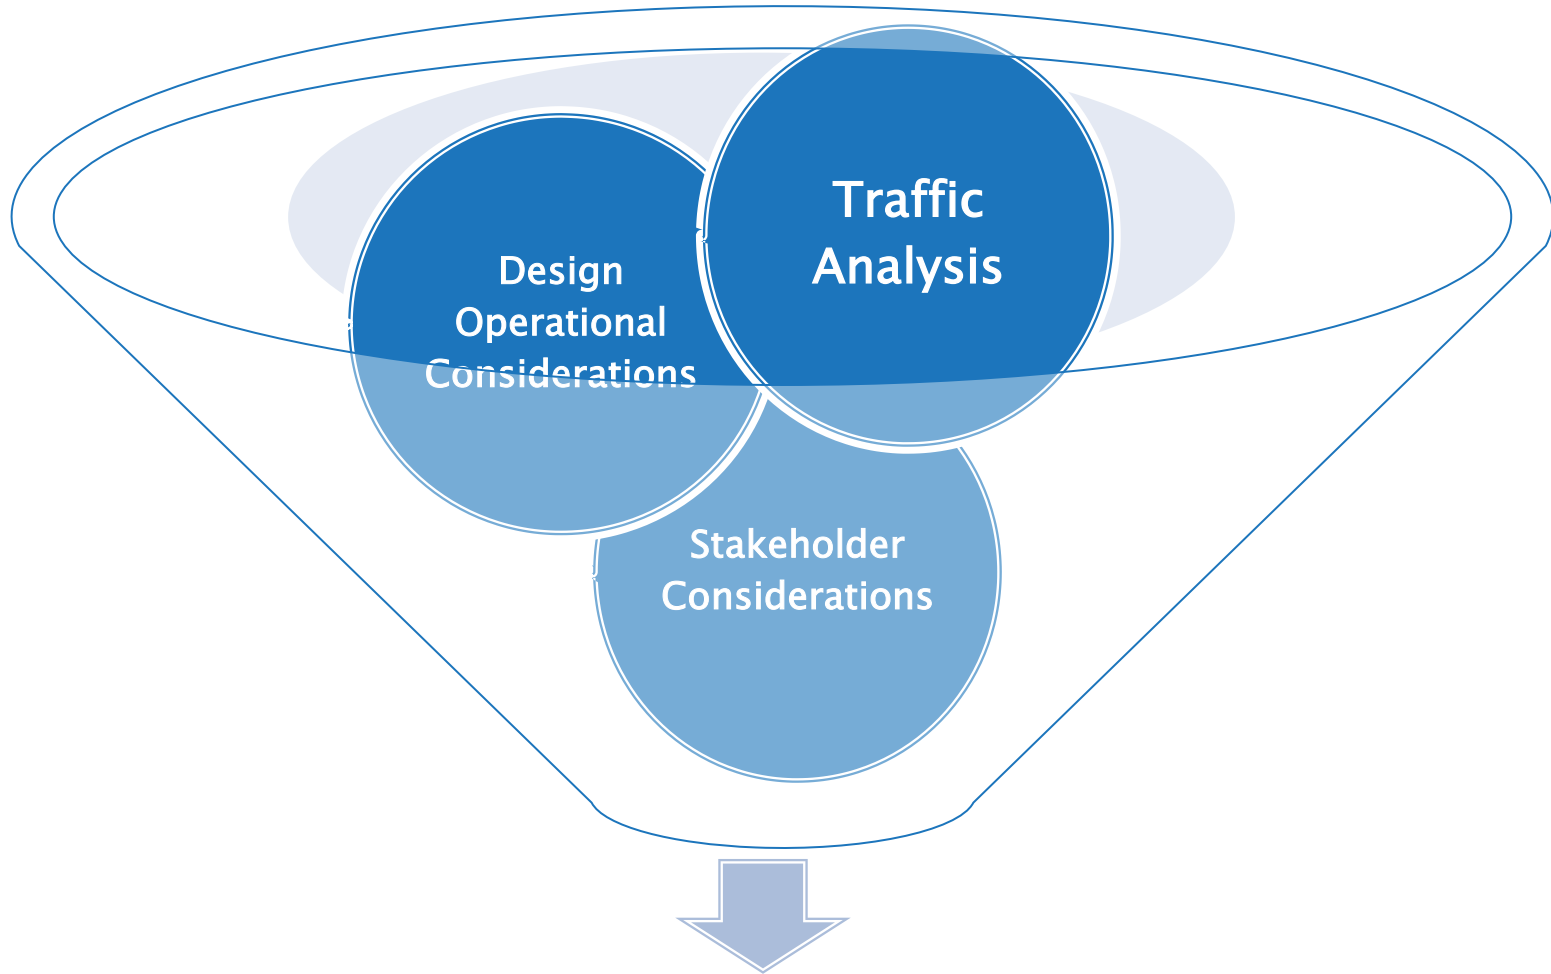 Traffic
Analysis
Design
Operational
Considerations
Stakeholder
Considerations